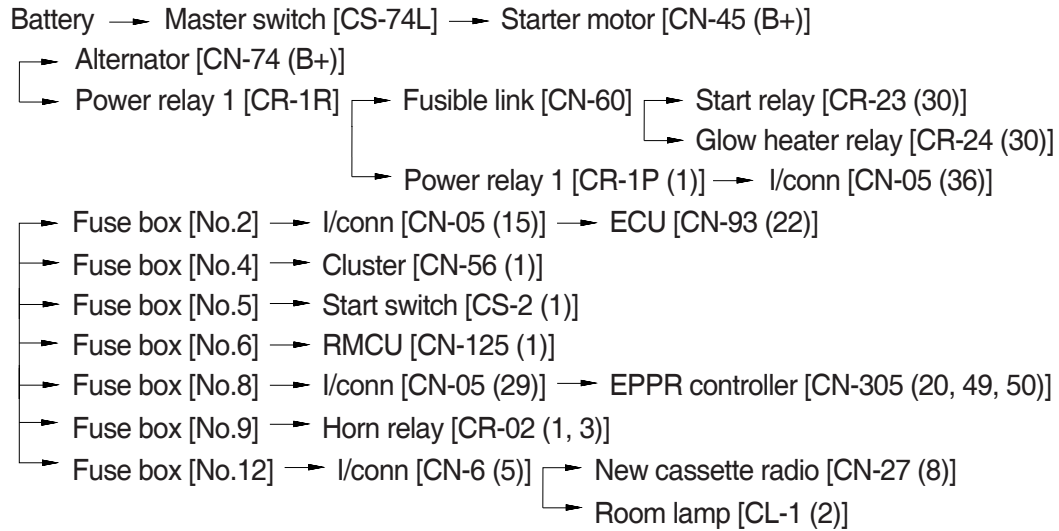 Battery → Master switch [CS-74L] → Starter motor [CN-45 (B+)]
→ Alternator [CN-74 (B+)]
→ Power relay 1 [CR-1R] → Fusible link [CN-60] → Start relay [CR-23 (30)]
→ Glow heater relay [CR-24 (30)]
→ Power relay 1 [CR-1P (1)] → I/conn [CN-05 (36)]
→ Fuse box [No.2] → I/conn [CN-05 (15)] → ECU [CN-93 (22)]
→ Fuse box [No.4] → Cluster [CN-56 (1)]
→ Fuse box [No.5] → Start switch [CS-2 (1)]
→ Fuse box [No.6] → RMCU [CN-125 (1)]
→ Fuse box [No.8] → I/conn [CN-05 (29)] → EPPR controller [CN-305 (20, 49, 50)]
→ Fuse box [No.9] → Horn relay [CR-02 (1, 3)]
→ Fuse box [No.12] → I/conn [CN-6 (5)] → New cassette radio [CN-27 (8)]
→ Room lamp [CL-1 (2)]